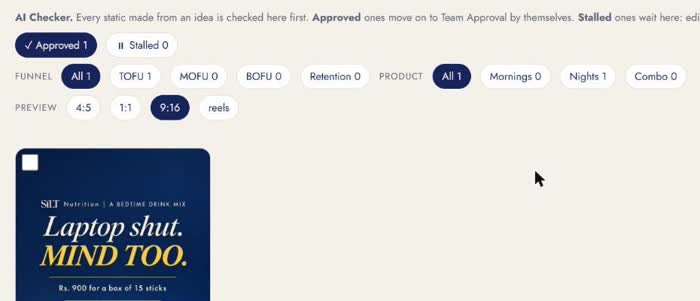 AI Checker. Every static made from an idea is checked here first. Approved ones move on to Team Approval by themselves. Stalled ones wait here: edi
✓ Approved 1 ⏸ Stalled 0
FUNNEL All 1 TOFU 1 MOFU 0 BOFU 0 Retention 0 PRODUCT All 1 Mornings 0 Nights 1 Combo 0
PREVIEW 4:5 1:1 9:16 reels
SiLT Nutrition | A BEDTIME DRINK MIX
Laptop shut.
MIND TOO.
Rs. 900 for a box of 15 sticks